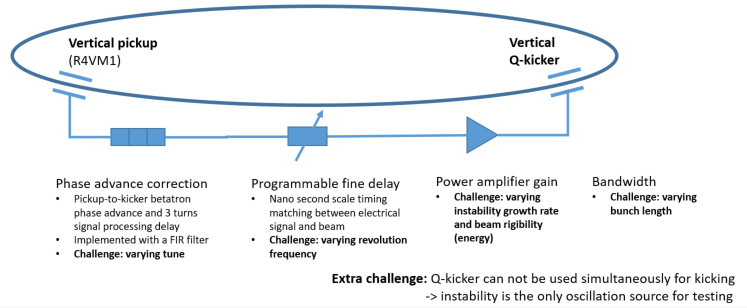 Vertical pickup
(R4VM1)
Vertical
Q-kicker
Phase advance correction
• Pickup-to-kicker betatron
phase advance and 3 turns
signal processing delay
• Implemented with a FIR filter
• Challenge: varying tune
Programmable fine delay
• Nano second scale timing
matching between electrical
signal and beam
• Challenge: varying revolution
frequency
Power amplifier gain
• Challenge: varying
instability growth rate
and beam rigibility
(energy)
Bandwidth
• Challenge: varying
bunch length
Extra challenge: Q-kicker can not be used simultaneously for kicking
-> instability is the only oscillation source for testing